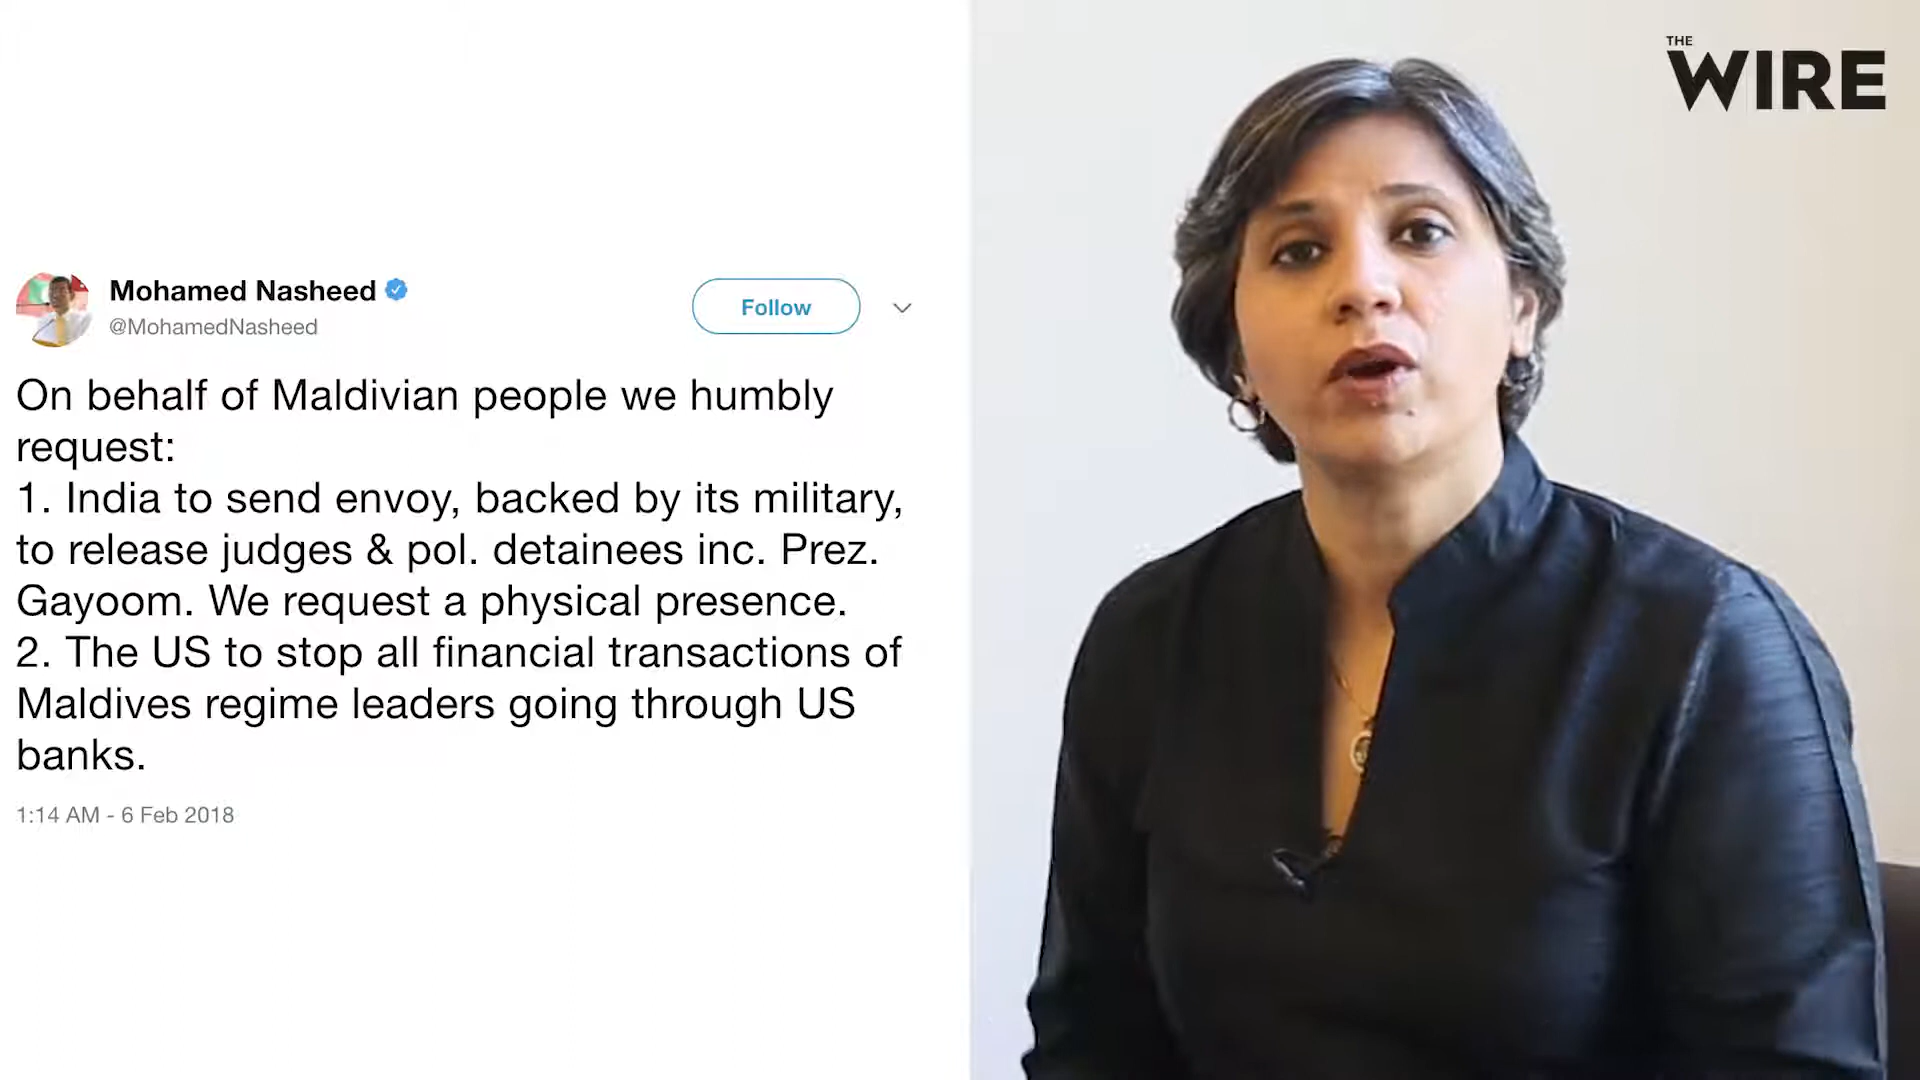 THE
WIRE
Mohamed Nasheed
@MohamedNasheed
Follow
On behalf of Maldivian people we humbly
request:
1. India to send envoy, backed by its military,
to release judges & pol. detainees inc. Prez.
Gayoom. We request a physical presence.
2. The US to stop all financial transactions of
Maldives regime leaders going through US
banks.
1:14 AM - 6 Feb 2018